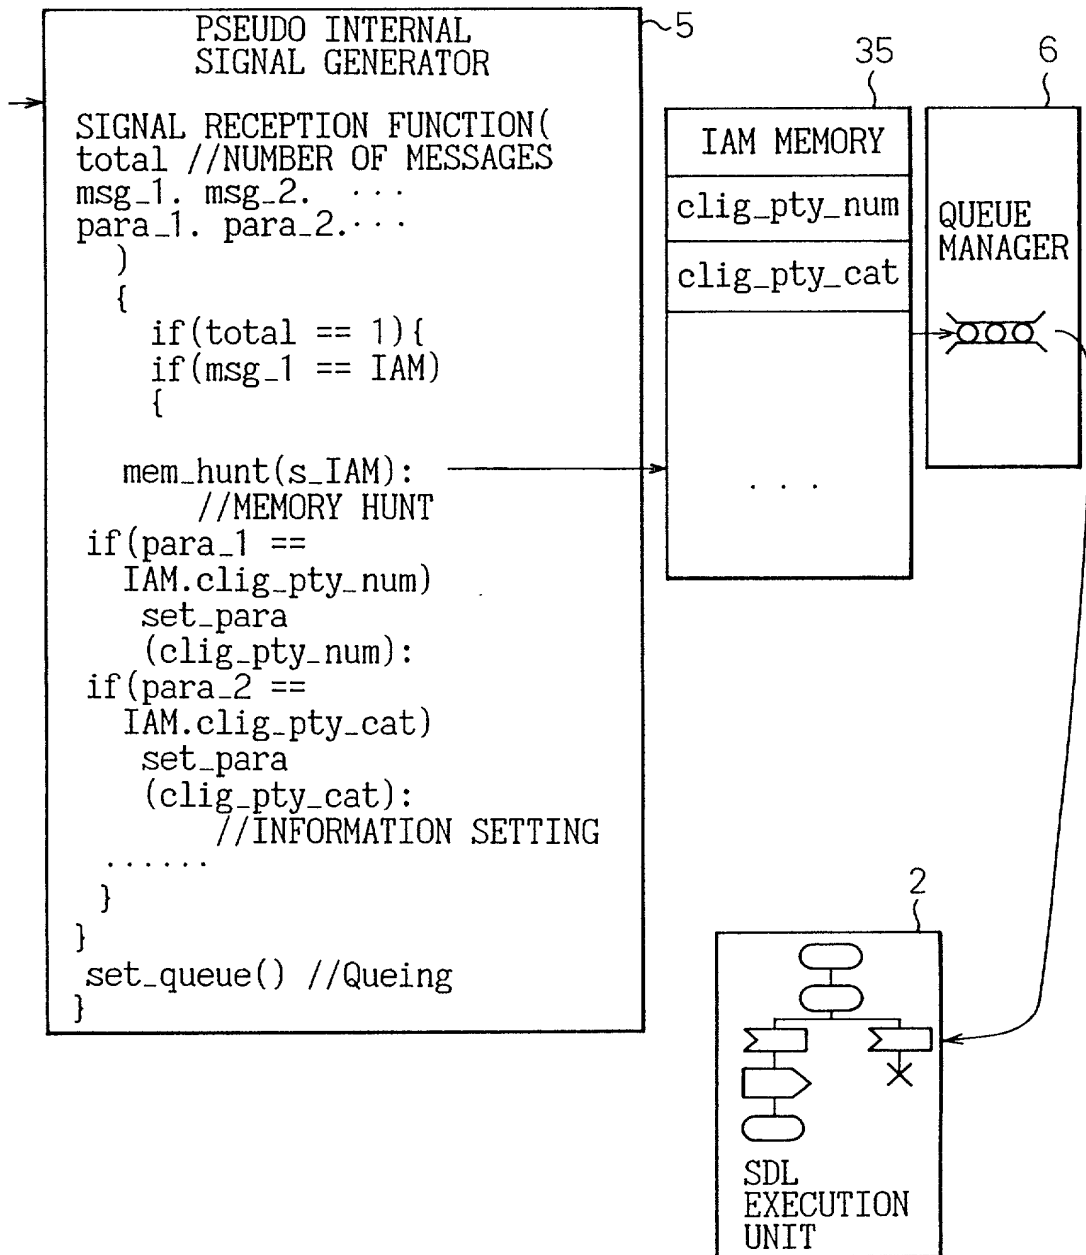 PSEUDO INTERNAL
SIGNAL GENERATOR
5
SIGNAL RECEPTION FUNCTION(
total //NUMBER OF MESSAGES
msg_1. msg_2. ···
para_1. para_2.···
)
{
if(total == 1){
if(msg_1 == IAM)
{
mem_hunt(s_IAM):
//MEMORY HUNT
if(para_1 ==
IAM.clig_pty_num)
set_para
(clig_pty_num):
if(para_2 ==
IAM.clig_pty_cat)
set_para
(clig_pty_cat):
//INFORMATION SETTING
······
}
}
set_queue() //Queing
}
35
IAM MEMORY
clig_pty_num
clig_pty_cat
···
6
QUEUE
MANAGER
2
SDL
EXECUTION
UNIT